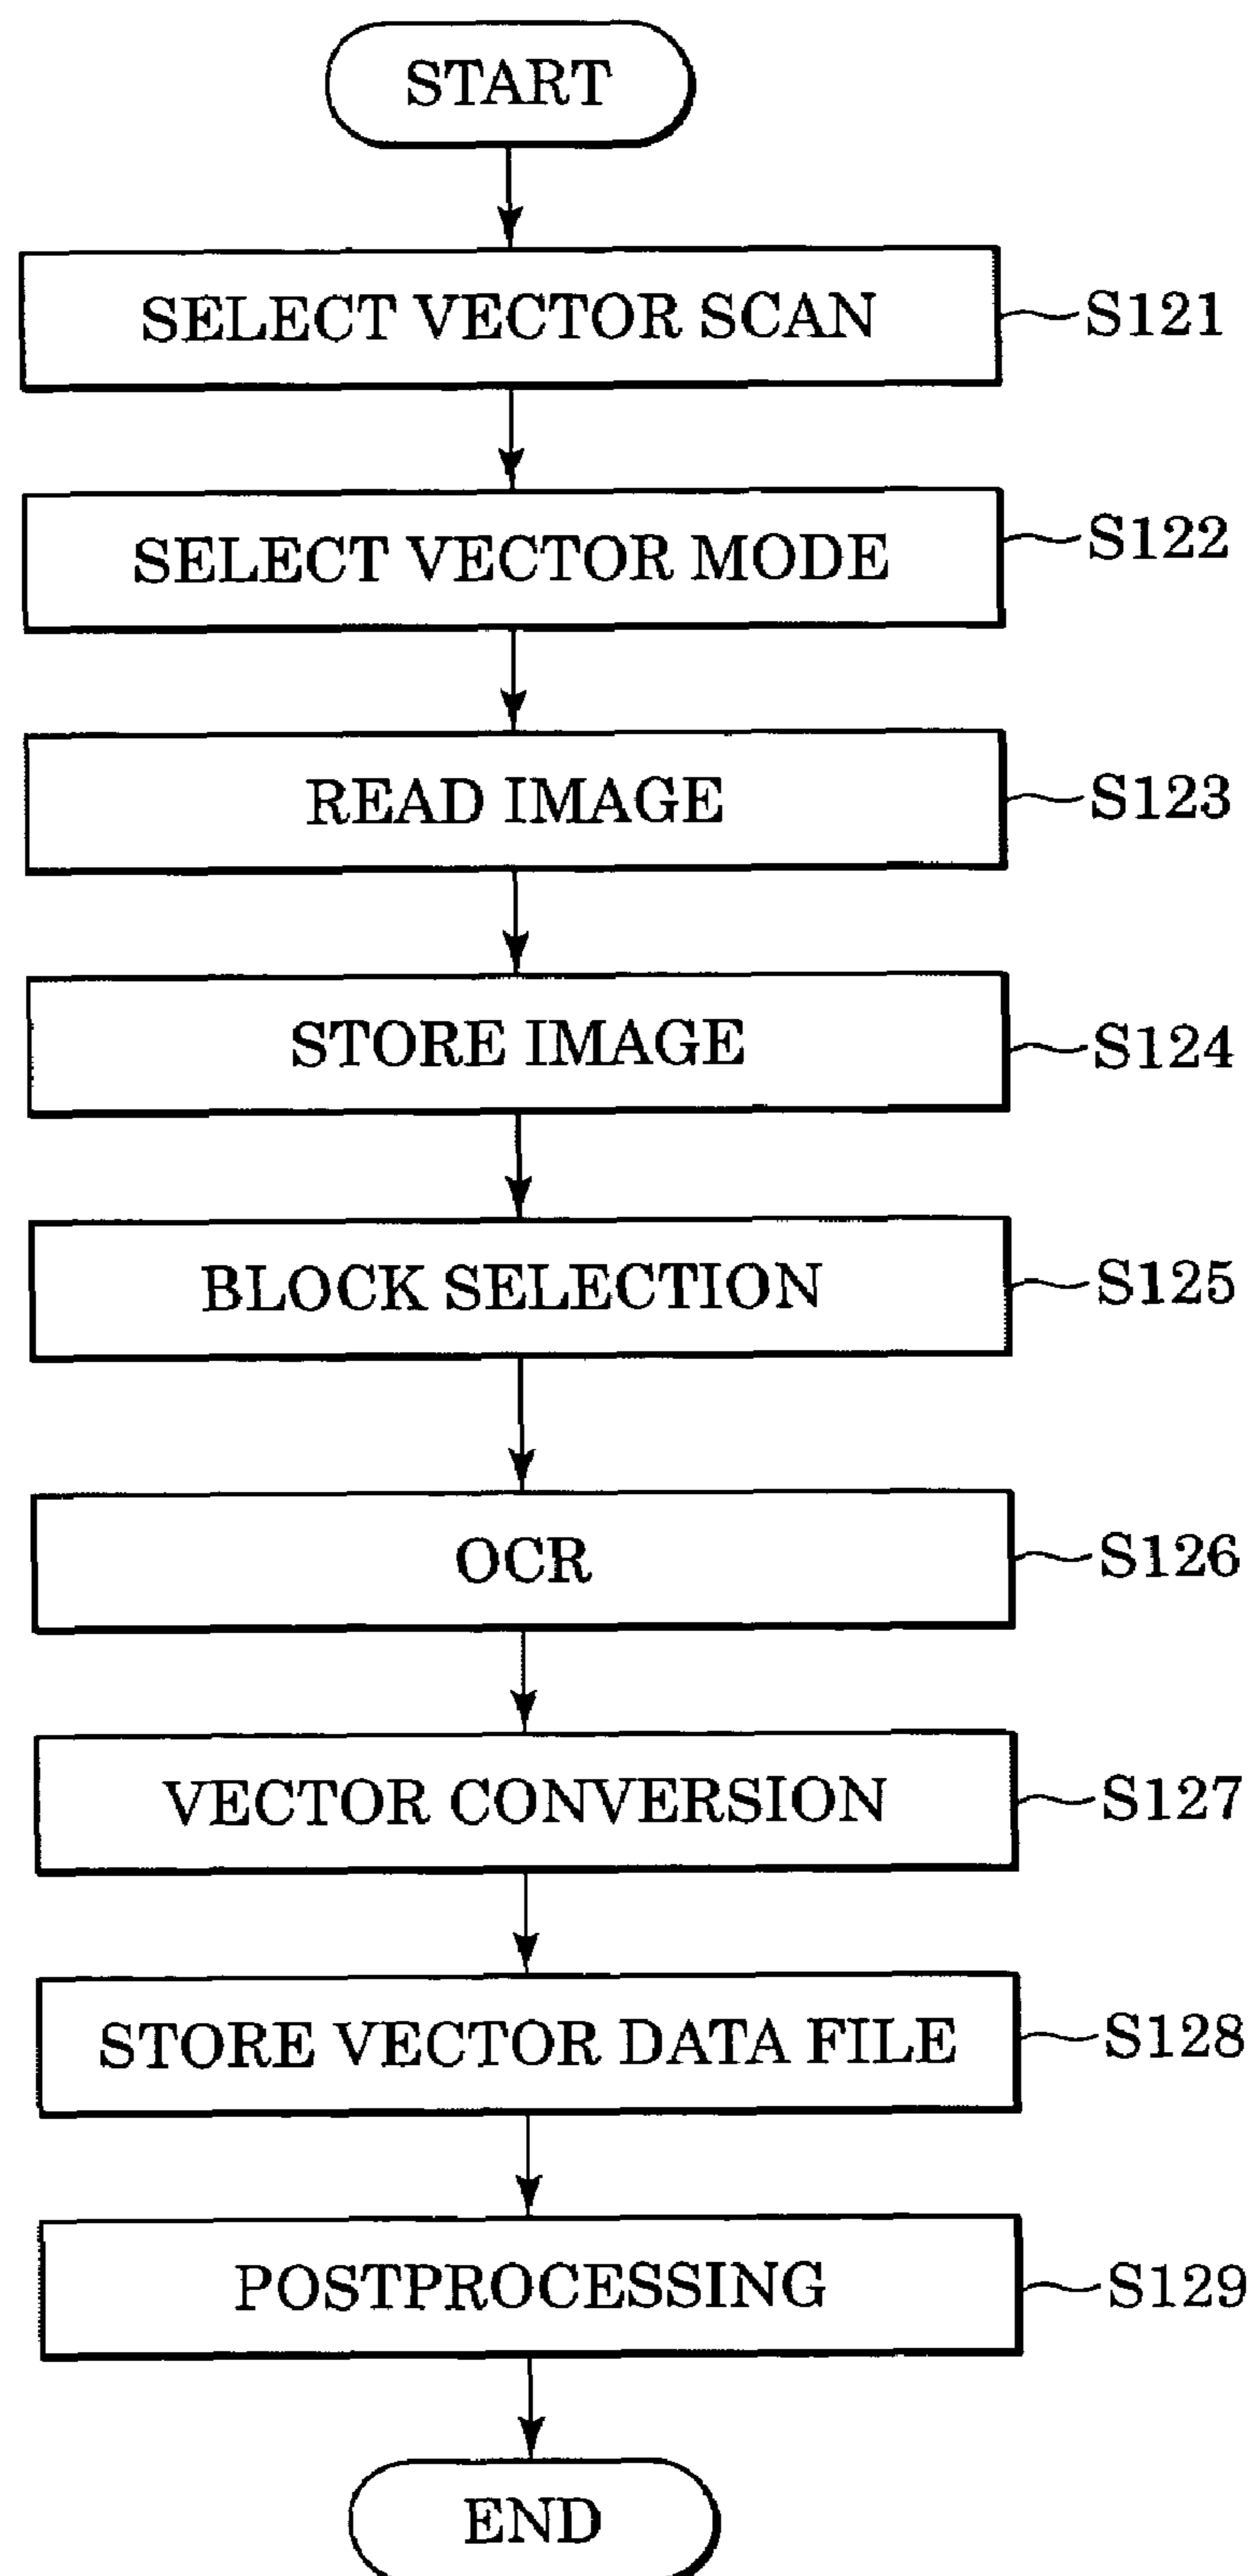 START
SELECT VECTOR SCAN S121
SELECT VECTOR MODE S122
READ IMAGE S123
STORE IMAGE S124
BLOCK SELECTION S125
OCR S126
VECTOR CONVERSION S127
STORE VECTOR DATA FILE S128
POSTPROCESSING S129
END